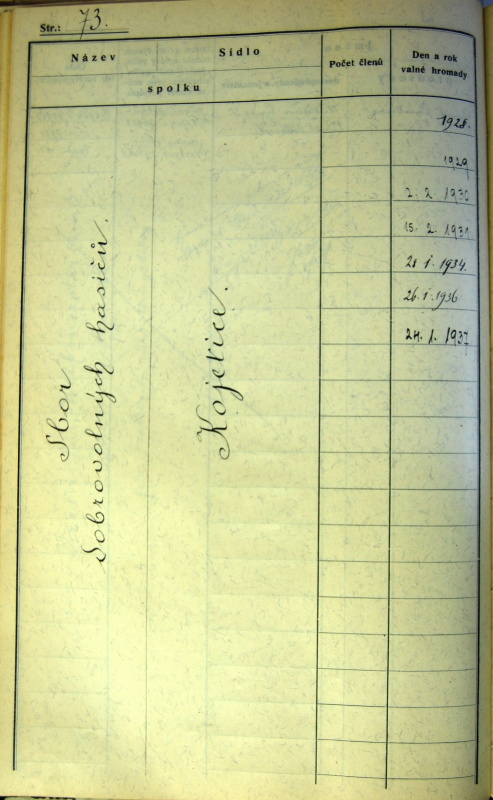 Str.: 73.
Název
Sídlo
spolku
Počet členů
Den a rok
valné hromady
Sbor
dobrovolných hasičů.
Kojetice.
1928.
1929
2. 2. 1930
15. 2. 1931
21 1. 1934.
26. 1. 1936
24. 1. 1937